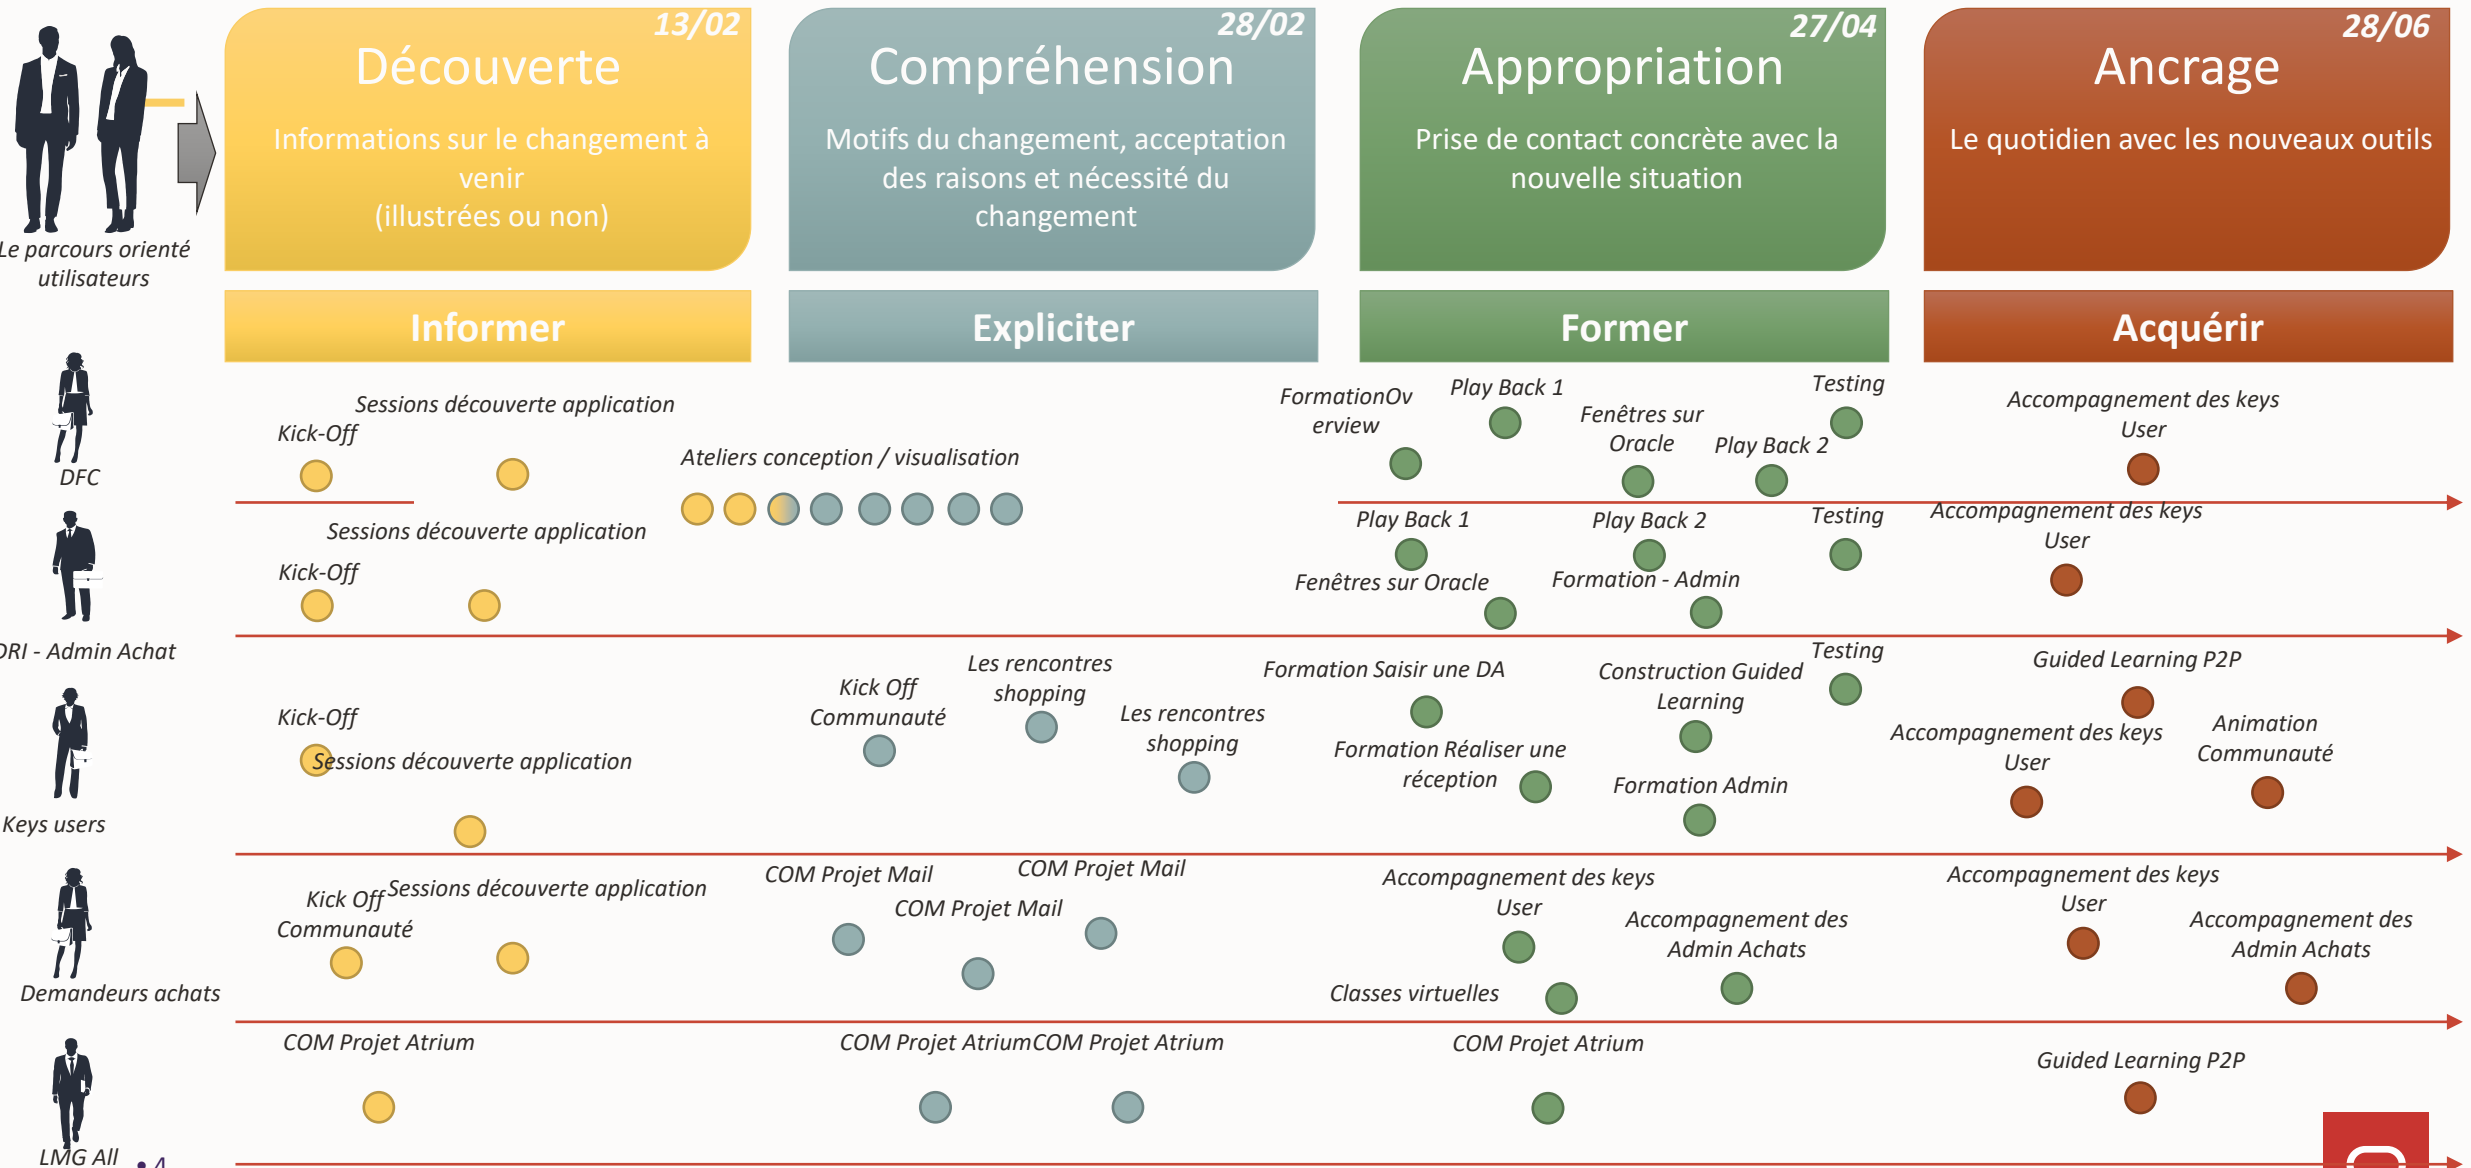 13/02
Découverte
Informations sur le changement à
venir
(illustrées ou non)
28/02
Compréhension
Motifs du changement, acceptation
des raisons et nécessité du
changement
27/04
Appropriation
Prise de contact concrète avec la
nouvelle situation
28/06
Ancrage
Le quotidien avec les nouveaux outils
Le parcours orienté
utilisateurs
Informer
Expliciter
Former
Acquérir
DFC
Kick-Off
Sessions découverte application
Ateliers conception / visualisation
FormationOv
erview
Play Back 1
Fenêtres sur
Oracle
Play Back 2
Testing
Accompagnement des keys
User
DRI - Admin Achat
Kick-Off
Sessions découverte application
Play Back 1
Fenêtres sur Oracle
Play Back 2
Formation - Admin
Testing
Accompagnement des keys
User
Keys users
Kick-Off
Sessions découverte application
Kick Off
Communauté
Les rencontres
shopping
Les rencontres
shopping
Formation Saisir une DA
Formation Réaliser une
réception
Construction Guided
Learning
Formation Admin
Testing
Guided Learning P2P
Accompagnement des keys
User
Animation
Communauté
Demandeurs achats
Kick Off
Communauté
Sessions découverte application
COM Projet Mail
COM Projet Mail
COM Projet Mail
Accompagnement des keys
User
Classes virtuelles
Accompagnement des
Admin Achats
Accompagnement des keys
User
Accompagnement des
Admin Achats
LMG All
COM Projet Atrium
COM Projet Atrium
COM Projet Atrium
COM Projet Atrium
Guided Learning P2P
• 4